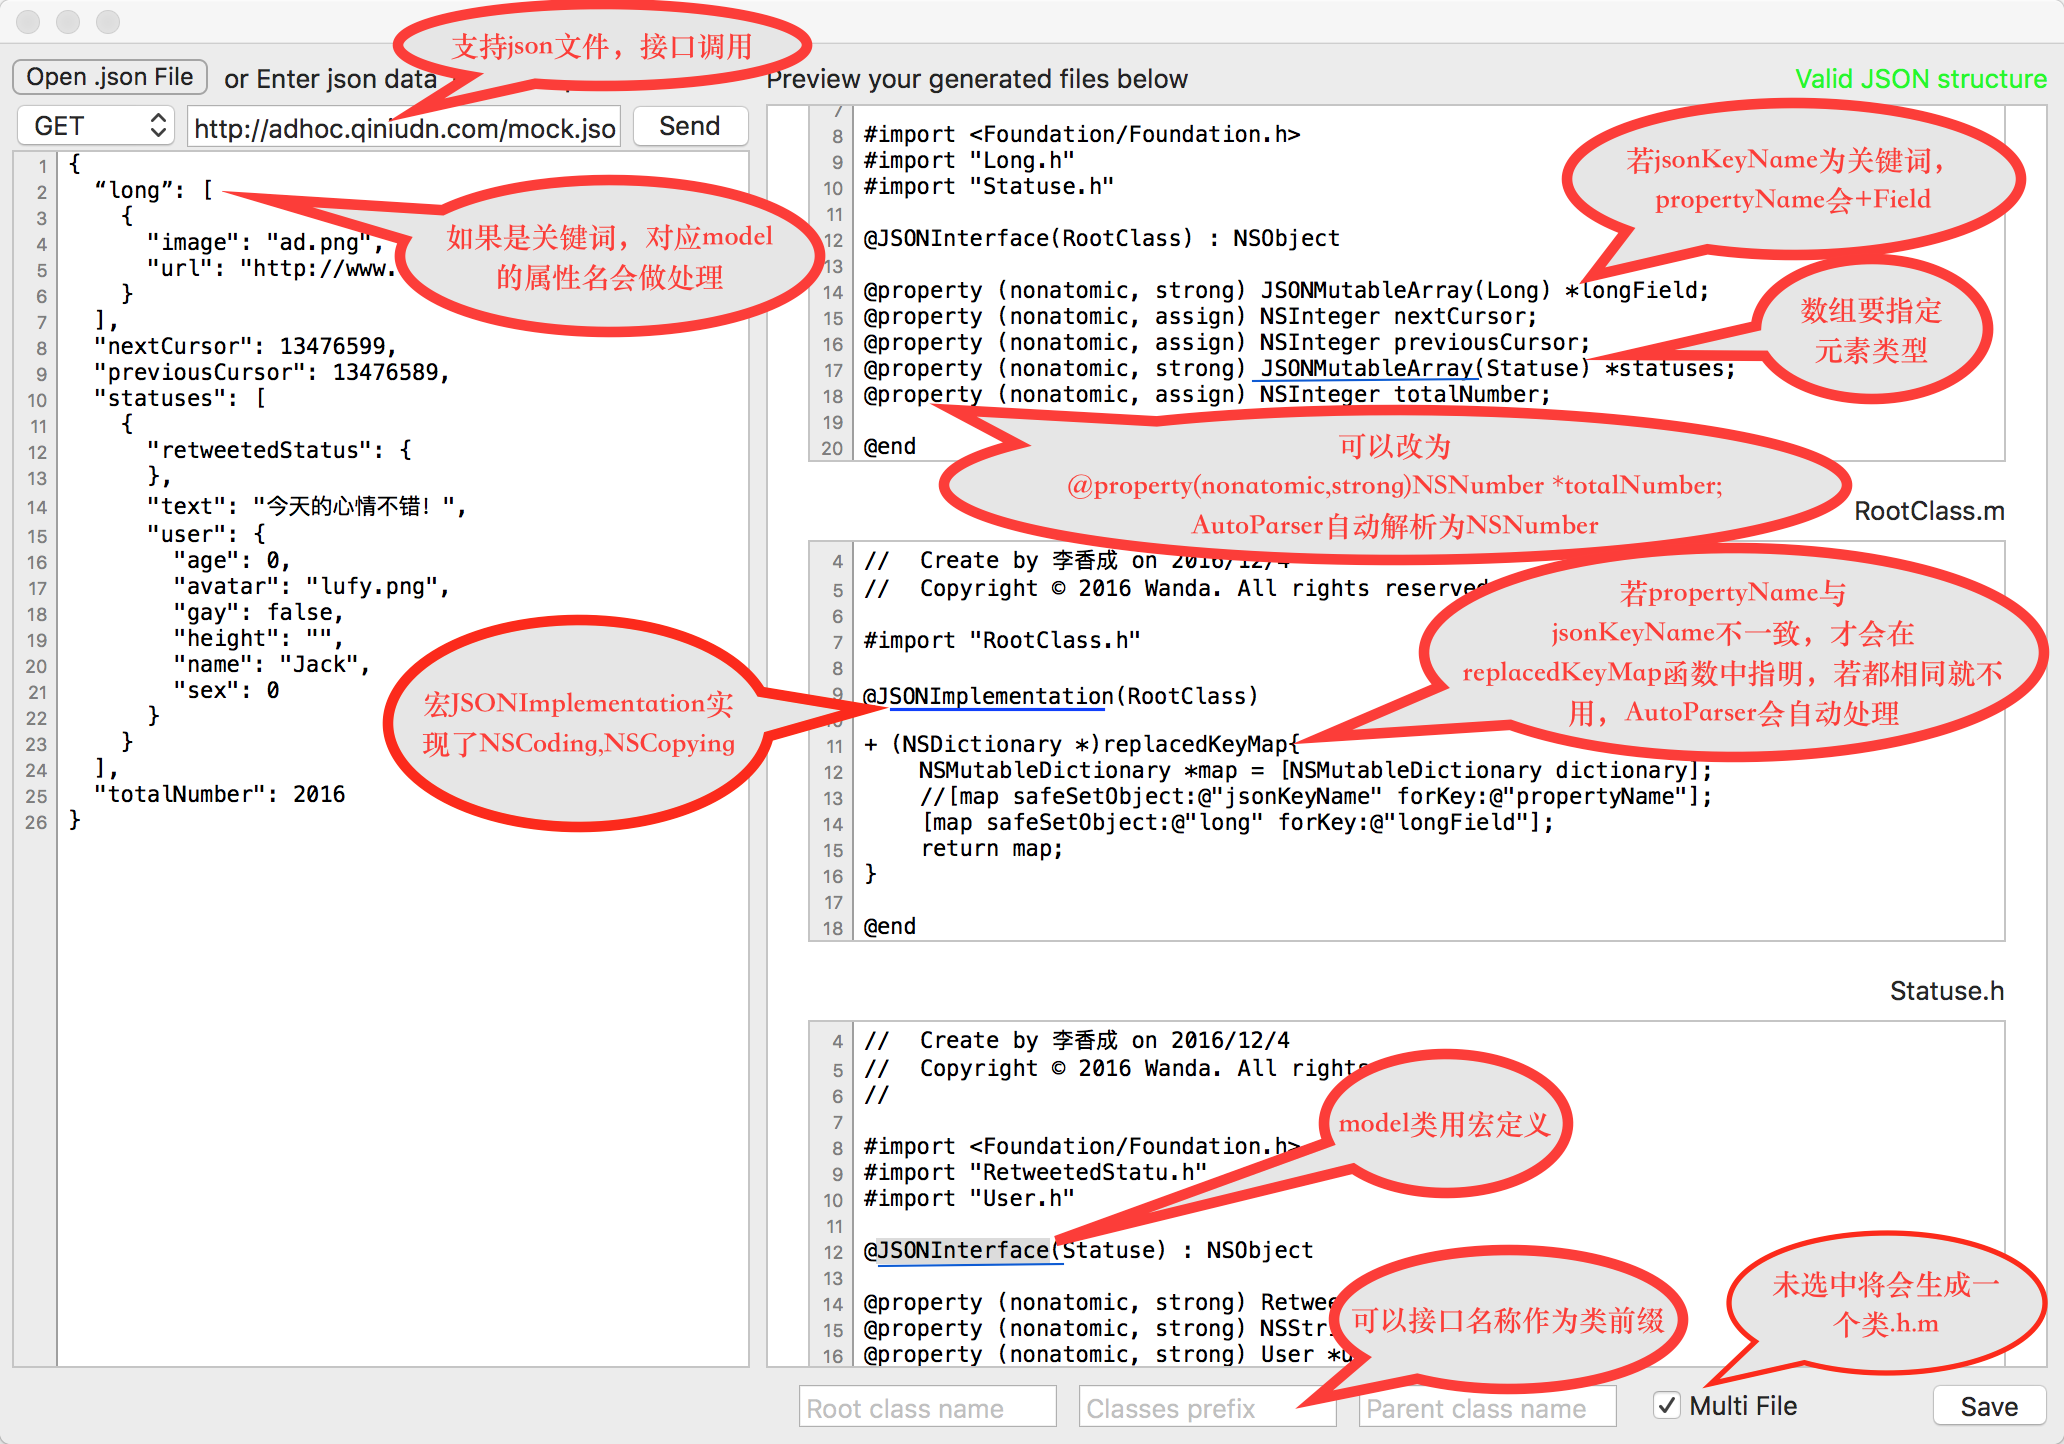 支持json文件，接口调用
Open .json File
or Enter json data
Preview your generated files below
Valid JSON structure
GET
http://adhoc.qiniudn.com/mock.jso
Send
1 {
2 “long”: [
3 {
4 "image": "ad.png",
5 "url": "http://www.
6 }
7 ],
8 "nextCursor": 13476599,
9 "previousCursor": 13476589,
10 "statuses": [
11 {
12 "retweetedStatus": {
13 },
14 "text": "今天的心情不错！",
15 "user": {
16 "age": 0,
17 "avatar": "lufy.png",
18 "gay": false,
19 "height": "",
20 "name": "Jack",
21 "sex": 0
22 }
23 }
24 ],
25 "totalNumber": 2016
26 }
如果是关键词，对应model
的属性名会做处理
宏JSONImplementation实
现了NSCoding,NSCopying
7
8 #import <Foundation/Foundation.h>
9 #import "Long.h"
10 #import "Statuse.h"
11
12 @JSONInterface(RootClass) : NSObject
13
14 @property (nonatomic, strong) JSONMutableArray(Long) *longField;
15 @property (nonatomic, assign) NSInteger nextCursor;
16 @property (nonatomic, assign) NSInteger previousCursor;
17 @property (nonatomic, strong) JSONMutableArray(Statuse) *statuses;
18 @property (nonatomic, assign) NSInteger totalNumber;
19
20 @end
若jsonKeyName为关键词，
propertyName会+Field
数组要指定
元素类型
可以改为
@property(nonatomic,strong)NSNumber *totalNumber;
AutoParser自动解析为NSNumber
RootClass.m
4 // Create by 李香成 on 2016/12/4
5 // Copyright © 2016 Wanda. All rights reserved
6
7 #import "RootClass.h"
8
9 @JSONImplementation(RootClass)
11 + (NSDictionary *)replacedKeyMap{
12 NSMutableDictionary *map = [NSMutableDictionary dictionary];
13 //[map safeSetObject:@"jsonKeyName" forKey:@"propertyName"];
14 [map safeSetObject:@"long" forKey:@"longField"];
15 return map;
16 }
17
18 @end
若propertyName与
jsonKeyName不一致，才会在
replacedKeyMap函数中指明，若都相同就不
用，AutoParser会自动处理
Statuse.h
4 // Create by 李香成 on 2016/12/4
5 // Copyright © 2016 Wanda. All rights
6 //
7
8 #import <Foundation/Foundation.h>
9 #import "RetweetedStatu.h"
10 #import "User.h"
11
12 @JSONInterface(Statuse) : NSObject
13
14 @property (nonatomic, strong) Retwee
15 @property (nonatomic, strong) NSStr
16 @property (nonatomic, strong) User *u
model类用宏定义
可以接口名称作为类前缀
未选中将会生成一
个类.h.m
Root class name
Classes prefix
Parent class name
Multi File
Save